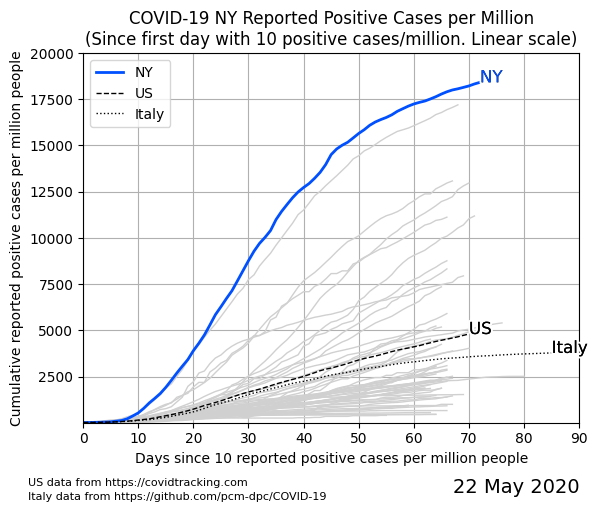 COVID-19 NY Reported Positive Cases per Million
(Since first day with 10 positive cases/million. Linear scale)
Cumulative reported positive cases per million people
20000
17500
15000
12500
10000
7500
5000
2500
NY
US
Italy
NY
US
Italy
0 10 20 30 40 50 60 70 80 90
Days since 10 reported positive cases per million people
US data from https://covidtracking.com
Italy data from https://github.com/pcm-dpc/COVID-19
22 May 2020